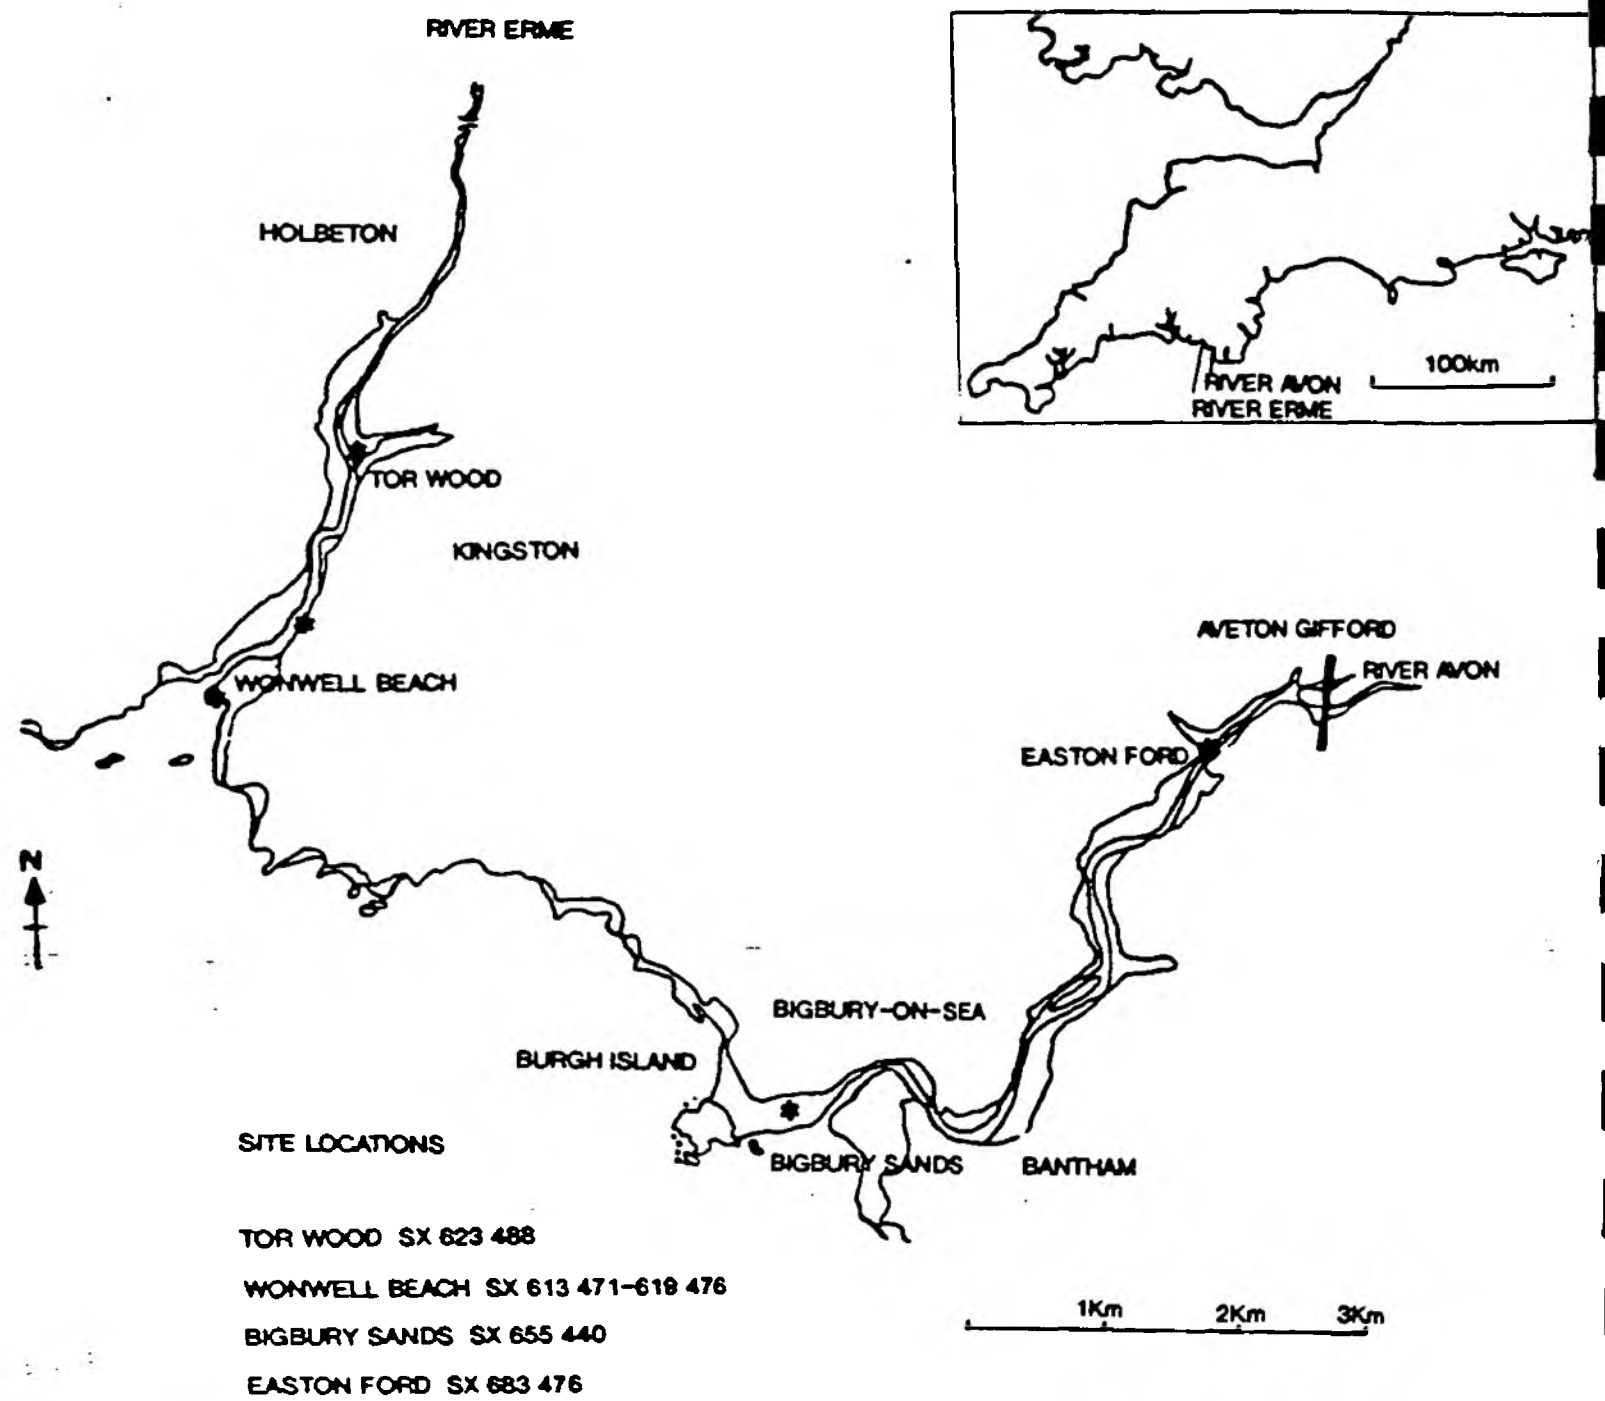 RIVER ERME
HOLBETON
TOR WOOD
KINGSTON
WONWELL BEACH
N
100km
RIVER AVON
RIVER ERME
AVETON GIFFORD
RIVER AVON
EASTON FORD
BIGBURY-ON-SEA
BURGH ISLAND
BIGBURY SANDS
BANTHAM
SITE LOCATIONS
TOR WOOD SX 623 488
WONWELL BEACH SX 613 471-619 476
BIGBURY SANDS SX 655 440
EASTON FORD SX 683 476
1Km 2Km 3Km